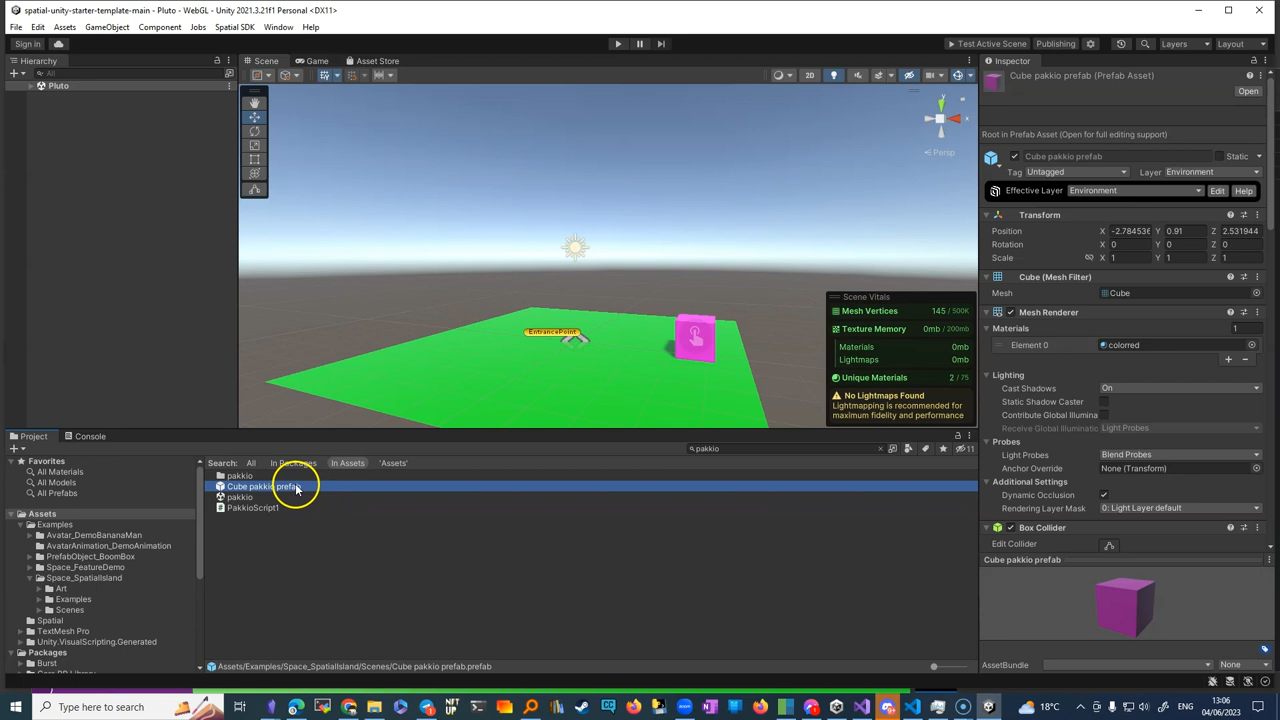 spatial-unity-starter-template-main - Pluto - WebGL - Unity 2021.3.21f1 Personal <DX11>
File Edit Assets GameObject Component Jobs Spatial SDK Window Help
Sign in Test Active Scene Publishing Layers Layout
Hierarchy Scene Game Asset Store Inspector
All 2D
Pluto
Cube pakkio prefab (Prefab Asset)
Open
Root in Prefab Asset (Open for full editing support)
Cube pakkio prefab Static
Tag Untagged Layer Environment
Effective Layer Environment Edit Help
Transform
Position X -2.784536 Y 0.91 Z 2.531944
Rotation X 0 Y 0 Z 0
Scale X 1 Y 1 Z 1
Cube (Mesh Filter)
Mesh Cube
Mesh Renderer
Materials 1
Element 0 colorred
Lighting
Cast Shadows On
Static Shadow Caster
Contribute Global Illumina
Receive Global Illuminatic Light Probes
Probes
Light Probes Blend Probes
Anchor Override None (Transform)
Additional Settings
Dynamic Occlusion
Rendering Layer Mask 0: Light Layer default
Box Collider
Edit Collider
Cube pakkio prefab
AssetBundle None
y
x
Persp
EntrancePoint
Scene Vitals
Mesh Vertices 145 / 500K
Texture Memory 0mb / 200mb
Materials 0mb
Lightmaps 0mb
Unique Materials 2 / 75
No Lightmaps Found
Lightmapping is recommended for
maximum fidelity and performance
Project Console
pakkio 11
Favorites
All Materials
All Models
All Prefabs
Assets
Examples
Avatar_DemoBananaMan
AvatarAnimation_DemoAnimation
PrefabObject_BoomBox
Space_FeatureDemo
Space_SpatialIsland
Art
Examples
Scenes
Spatial
TextMesh Pro
Unity.VisualScripting.Generated
Packages
Burst
Search: All In Packages In Assets 'Assets'
pakkio
Cube pakkio prefab
pakkio
PakkioScript1
Assets/Examples/Space_SpatialIsland/Scenes/Cube pakkio prefab.prefab
Type here to search
18°C
13:06
04/06/2023